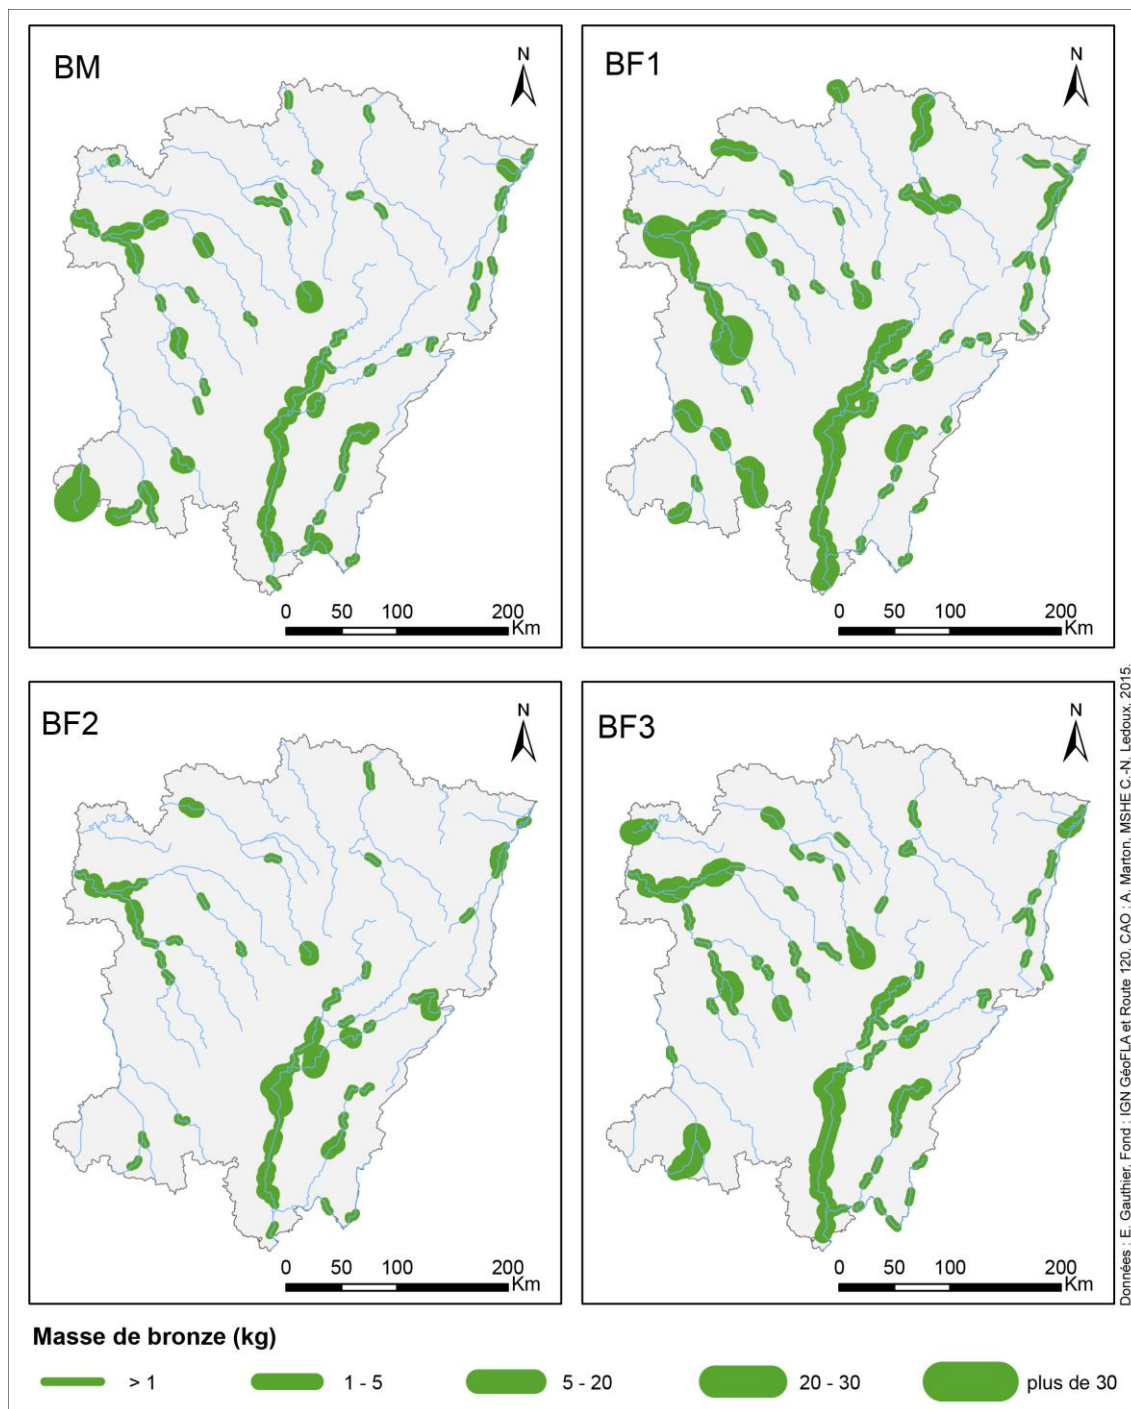 BM
N
0 50 100 200
Km
BF1
N
0 50 100 200
Km
BF2
N
0 50 100 200
Km
BF3
N
0 50 100 200
Km
Données : E. Gauthier, Fond : IGN GéoFLA et Route 120, CAO : A. Marton, MSHE C.-N. Ledoux, 2015.
Masse de bronze (kg)
> 1 1 - 5 5 - 20 20 - 30 plus de 30